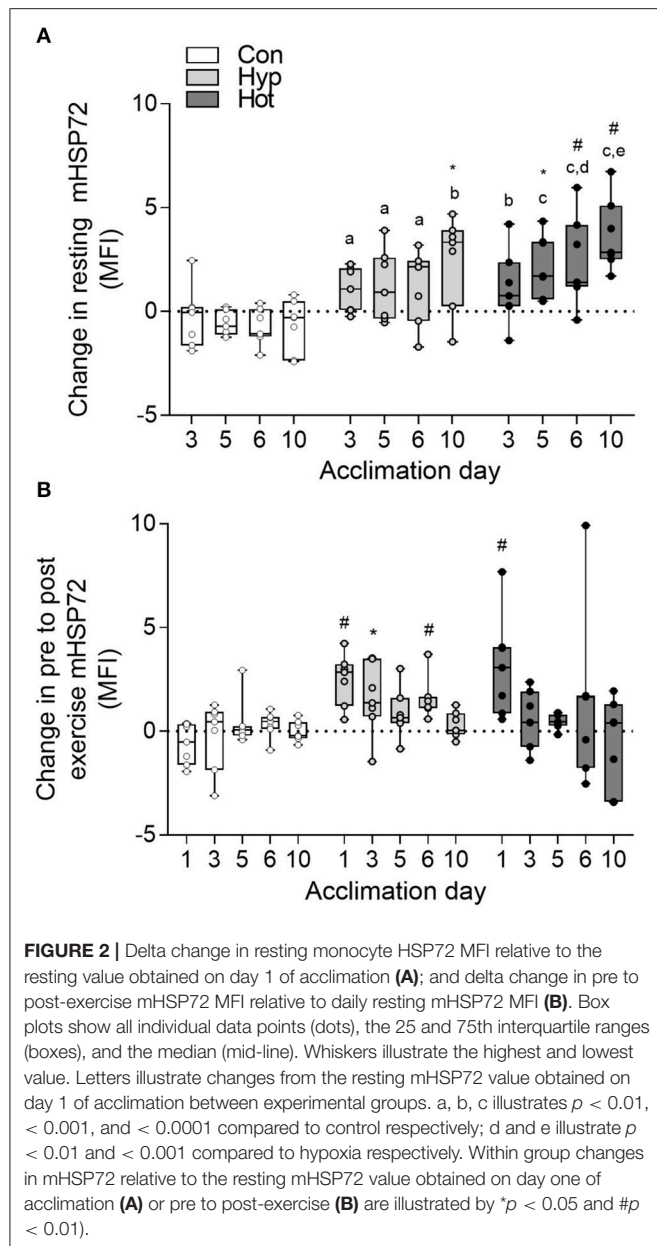 A
Con
Hyp
Hot
Change in resting mHSP72
(MFI)
10
5
0
-5
a
a
a
*
b
b
*
c
#
c,d
#
c,e
3 5 6 10 3 5 6 10 3 5 6 10
Acclimation day
B
Change in pre to post
exercise mHSP72
(MFI)
10
5
0
-5
#
*
#
#
1 3 5 6 10 1 3 5 6 10 1 3 5 6 10
Acclimation day
FIGURE 2 | Delta change in resting monocyte HSP72 MFI relative to the
resting value obtained on day 1 of acclimation (A); and delta change in pre to
post-exercise mHSP72 MFI relative to daily resting mHSP72 MFI (B). Box
plots show all individual data points (dots), the 25 and 75th interquartile ranges
(boxes), and the median (mid-line). Whiskers illustrate the highest and lowest
value. Letters illustrate changes from the resting mHSP72 value obtained on
day 1 of acclimation between experimental groups. a, b, c illustrates p < 0.01,
< 0.001, and < 0.0001 compared to control respectively; d and e illustrate p
< 0.01 and < 0.001 compared to hypoxia respectively. Within group changes
in mHSP72 relative to the resting mHSP72 value obtained on day one of
acclimation (A) or pre to post-exercise (B) are illustrated by *p < 0.05 and #p
< 0.01).